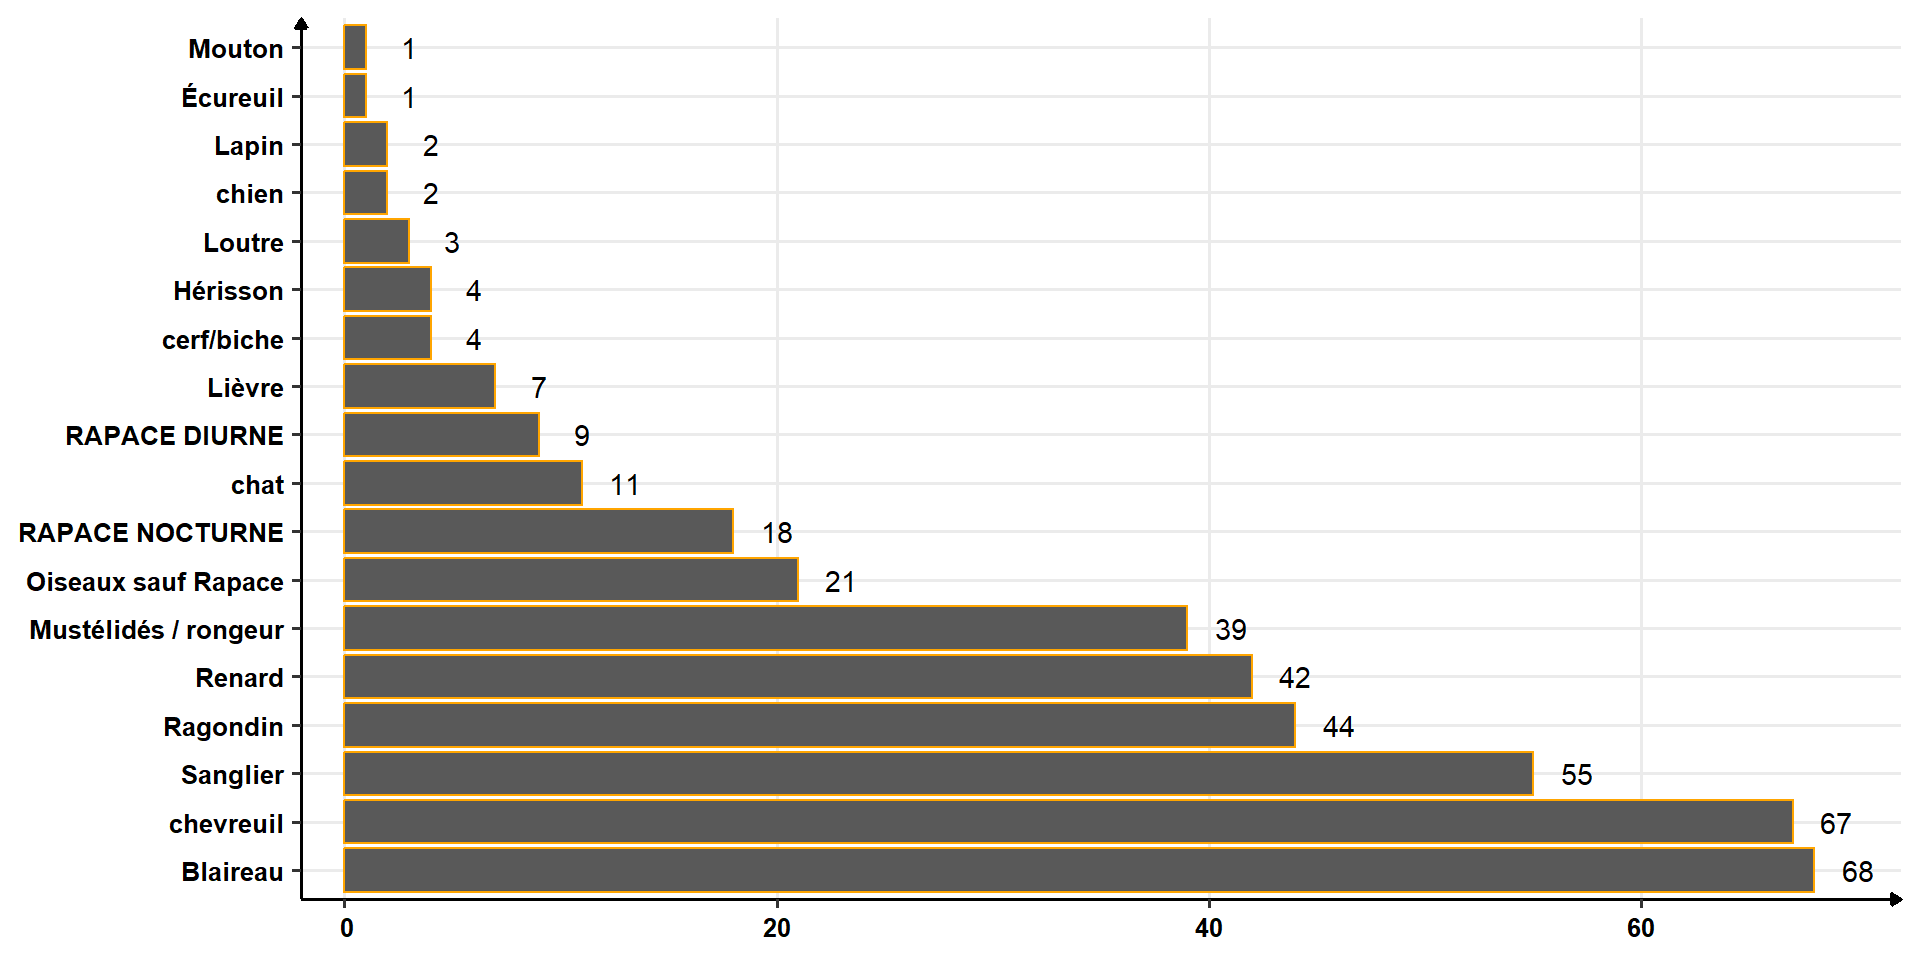 Mouton 1
Écureuil 1
Lapin 2
chien 2
Loutre 3
Hérisson 4
cerf/biche 4
Lièvre 7
RAPACE DIURNE 9
chat 11
RAPACE NOCTURNE 18
Oiseaux sauf Rapace 21
Mustélidés / rongeur 39
Renard 42
Ragondin 44
Sanglier 55
chevreuil 67
Blaireau 68
0 20 40 60